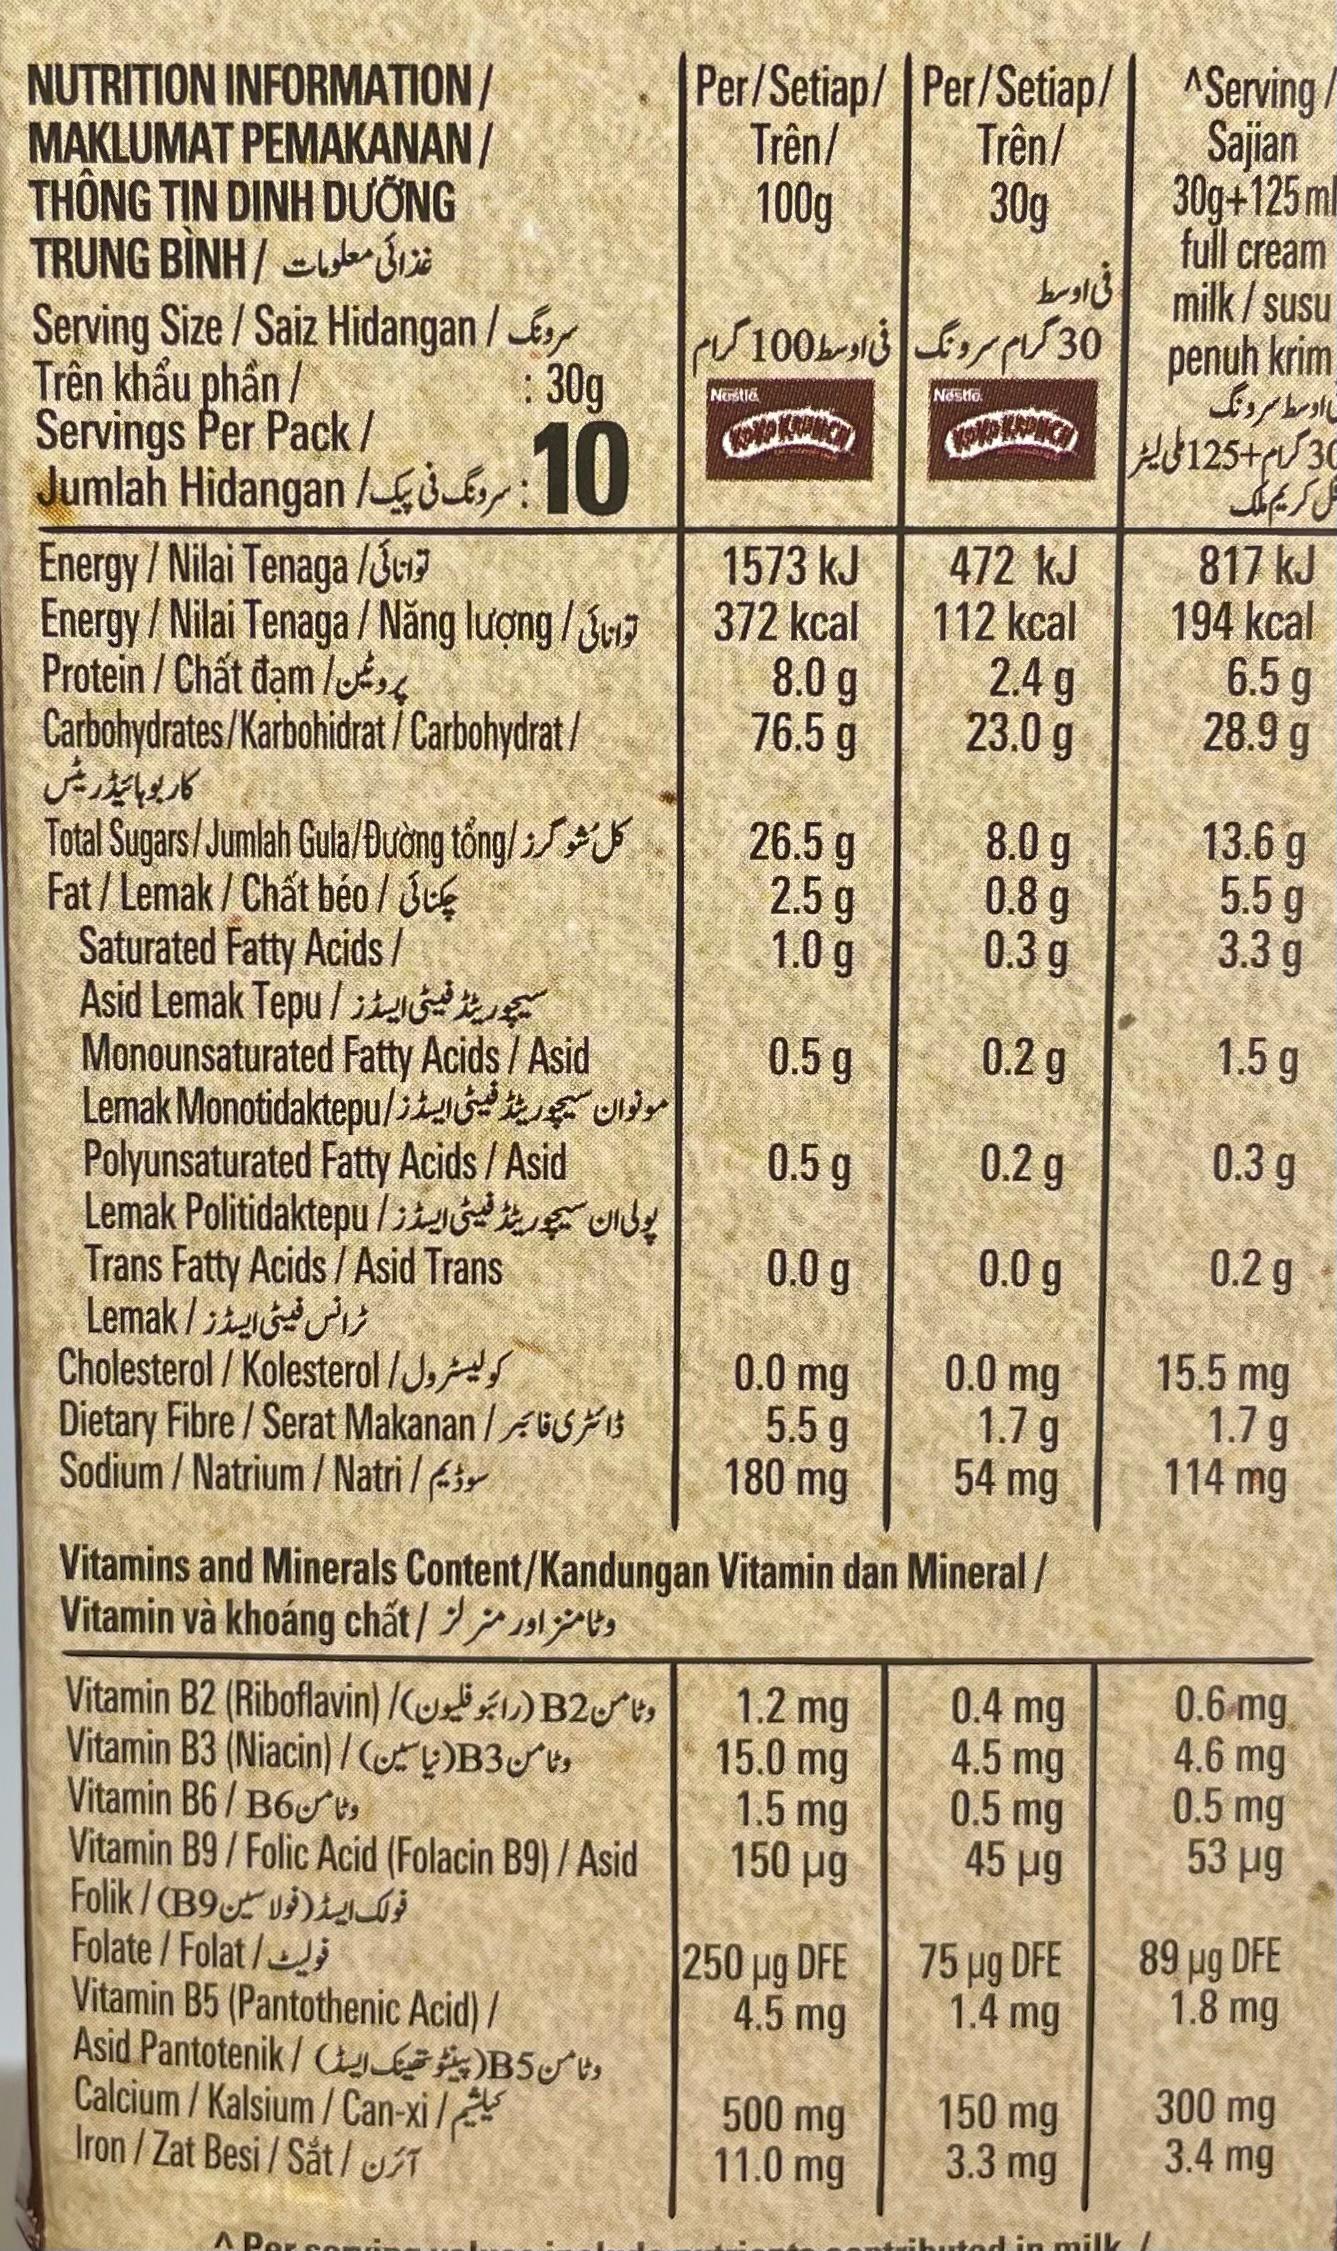 NUTRITION INFORMATION /
MAKLUMAT PEMAKANAN /
THÔNG TIN DINH DƯỠNG
TRUNG BÌNH / غذائی معلومات
Serving Size / Saiz Hidangan / سرونگ
Trên khẩu phần / : 30g
Servings Per Pack /
Jumlah Hidangan / سرونگ فی پیک : 10
Per/Setiap/
Trên/
100g
فی اوسط 100 گرام
Nestlé
KOKO KRUNCH
Per/Setiap/
Trên/
30g
فی اوسط
30 گرام سرونگ
Nestlé
KOKO KRUNCH
^Serving /
Sajian
30g+125 ml
full cream
milk / susu
penuh krim
اوسط سرونگ
30 گرام+125 ملی لیٹر
فل کریم ملک
Energy / Nilai Tenaga / توانائی 1573 kJ 472 kJ 817 kJ
Energy / Nilai Tenaga / Năng lượng / توانائی 372 kcal 112 kcal 194 kcal
Protein / Chất đạm / پروٹین 8.0 g 2.4 g 6.5 g
Carbohydrates/Karbohidrat / Carbohydrat / 76.5 g 23.0 g 28.9 g
کاربوہائیڈریٹس
Total Sugars/Jumlah Gula/Đường tổng/ کل شوگرز 26.5 g 8.0 g 13.6 g
Fat / Lemak / Chất béo / چکنائی 2.5 g 0.8 g 5.5 g
Saturated Fatty Acids / 1.0 g 0.3 g 3.3 g
Asid Lemak Tepu / سیچوریٹڈ فیٹی ایسڈز
Monounsaturated Fatty Acids / Asid 0.5 g 0.2 g 1.5 g
Lemak Monotidaktepu/ مونوان سیچوریٹڈ فیٹی ایسڈز
Polyunsaturated Fatty Acids / Asid 0.5 g 0.2 g 0.3 g
Lemak Politidaktepu / پولی ان سیچوریٹڈ فیٹی ایسڈز
Trans Fatty Acids / Asid Trans 0.0 g 0.0 g 0.2 g
Lemak / ٹرانس فیٹی ایسڈز
Cholesterol / Kolesterol / کولیسٹرول 0.0 mg 0.0 mg 15.5 mg
Dietary Fibre / Serat Makanan / ڈائٹری فائبر 5.5 g 1.7 g 1.7 g
Sodium / Natrium / Natri / سوڈیم 180 mg 54 mg 114 mg
Vitamins and Minerals Content/Kandungan Vitamin dan Mineral /
Vitamin và khoáng chất / وٹامنز اور منرلز
Vitamin B2 (Riboflavin) / وٹامن B2 (رائبو فلیون) 1.2 mg 0.4 mg 0.6 mg
Vitamin B3 (Niacin) / وٹامن B3 (نیاسین) 15.0 mg 4.5 mg 4.6 mg
Vitamin B6 / وٹامن B6 1.5 mg 0.5 mg 0.5 mg
Vitamin B9 / Folic Acid (Folacin B9) / Asid 150 µg 45 µg 53 µg
Folik / فولک ایسڈ (فولاسین B9)
Folate / Folat / فولیٹ 250 µg DFE 75 µg DFE 89 µg DFE
Vitamin B5 (Pantothenic Acid) / 4.5 mg 1.4 mg 1.8 mg
Asid Pantotenik / وٹامن B5 (پینٹو تھینک ایسڈ)
Calcium / Kalsium / Can-xi / کیلشیم 500 mg 150 mg 300 mg
Iron / Zat Besi / Sắt / آئرن 11.0 mg 3.3 mg 3.4 mg